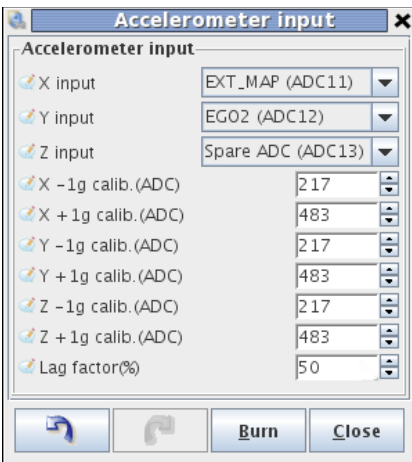 Accelerometer input
Accelerometer input
X input EXT_MAP (ADC11)
Y input EGO2 (ADC12)
Z input Spare ADC (ADC13)
X -1g calib.(ADC) 217
X +1g calib.(ADC) 483
Y -1g calib.(ADC) 217
Y +1g calib.(ADC) 483
Z -1g calib.(ADC) 217
Z +1g calib.(ADC) 483
Lag factor(%) 50
Burn Close